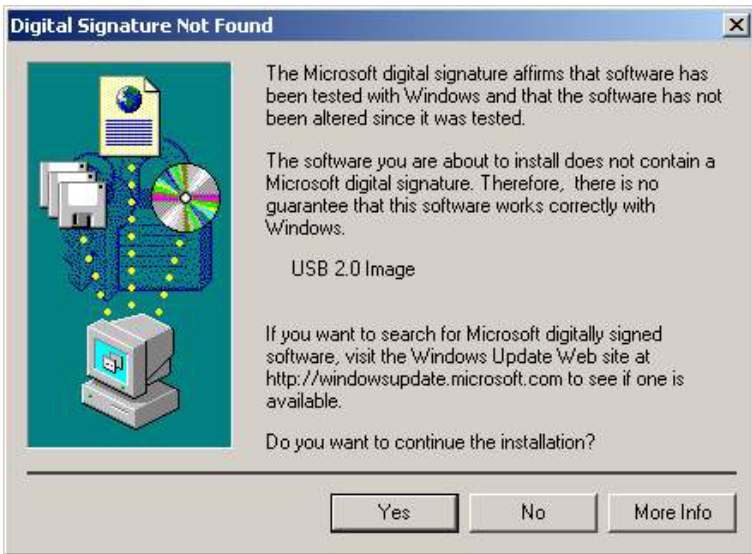 Digital Signature Not Found
The Microsoft digital signature affirms that software has
been tested with Windows and that the software has not
been altered since it was tested.
The software you are about to install does not contain a
Microsoft digital signature. Therefore,  there is no
guarantee that this software works correctly with
Windows.
USB 2.0 Image
If you want to search for Microsoft digitally signed
software, visit the Windows Update Web site at
http://windowsupdate.microsoft.com to see if one is
available.
Do you want to continue the installation?
Yes No More Info